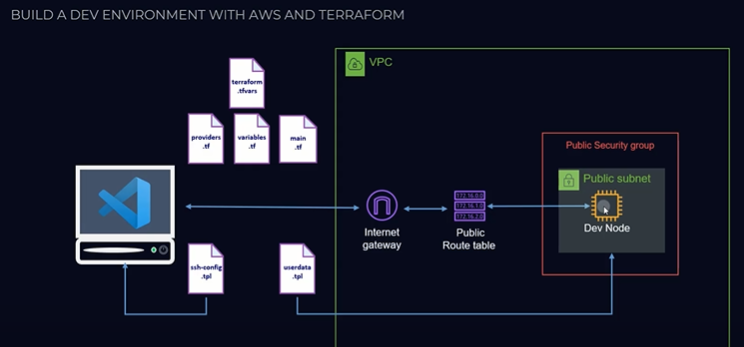 BUILD A DEV ENVIRONMENT WITH AWS AND TERRAFORM
VPC
terraform
.tfvars
providers
.tf
variables
.tf
main
.tf
Public Security group
Public subnet
172.16.0.0
172.16.1.0
172.16.2.0
Internet
gateway
Public
Route table
Dev Node
ssh-config
.tpl
userdata
.tpl